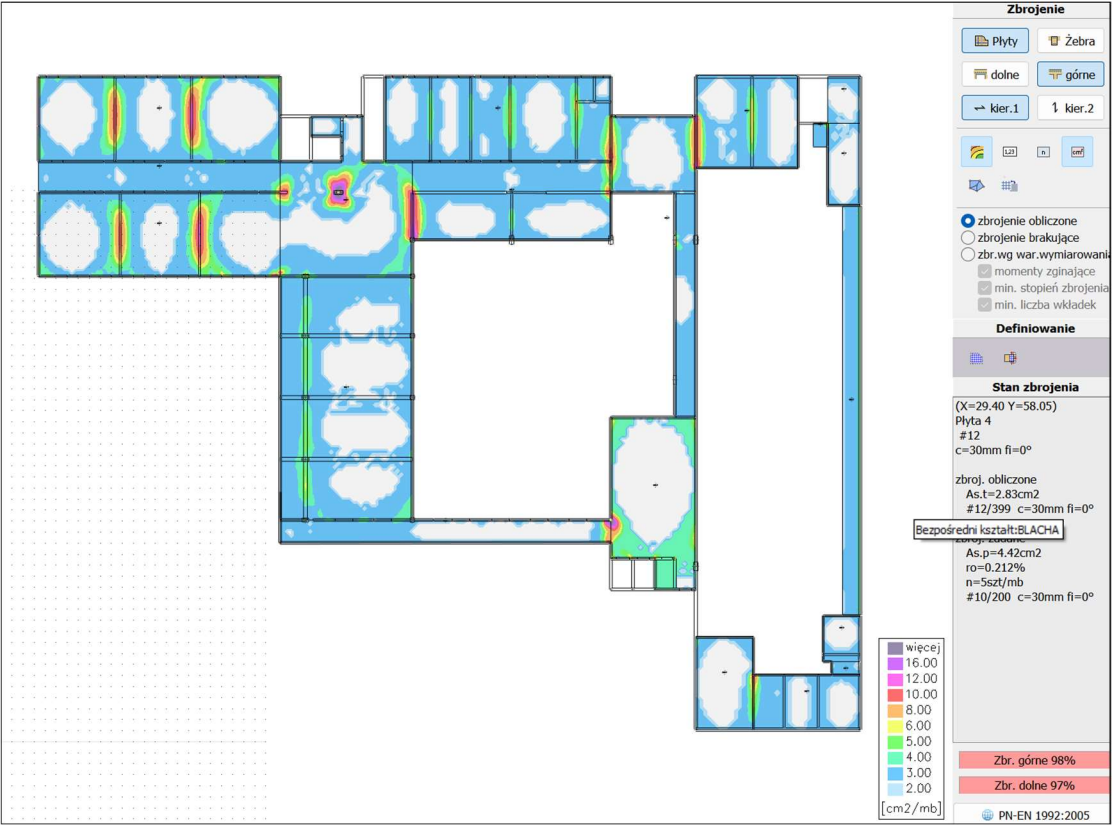 Zbrojenie
Płyty
Żebra
dolne
górne
kier.1
kier.2
1,23
n
cm²
zbrojenie obliczone
zbrojenie brakujące
zbr.wg war.wymiarowani
momenty zginające
min. stopień zbrojenia
min. liczba wkładek
Definiowanie
Stan zbrojenia
(X=29.40 Y=58.05)
Płyta 4
#12
c=30mm fi=0°
zbroj. obliczone
As.t=2.83cm2
#12/399 c=30mm fi=0°
Bezpośredni kształt:BLACHA
zbroj. zadane
As.p=4.42cm2
ro=0.212%
n=5szt/mb
#10/200 c=30mm fi=0°
więcej
16.00
12.00
10.00
8.00
6.00
5.00
4.00
3.00
2.00
[cm2/mb]
Zbr. górne 98%
Zbr. dolne 97%
PN-EN 1992:2005